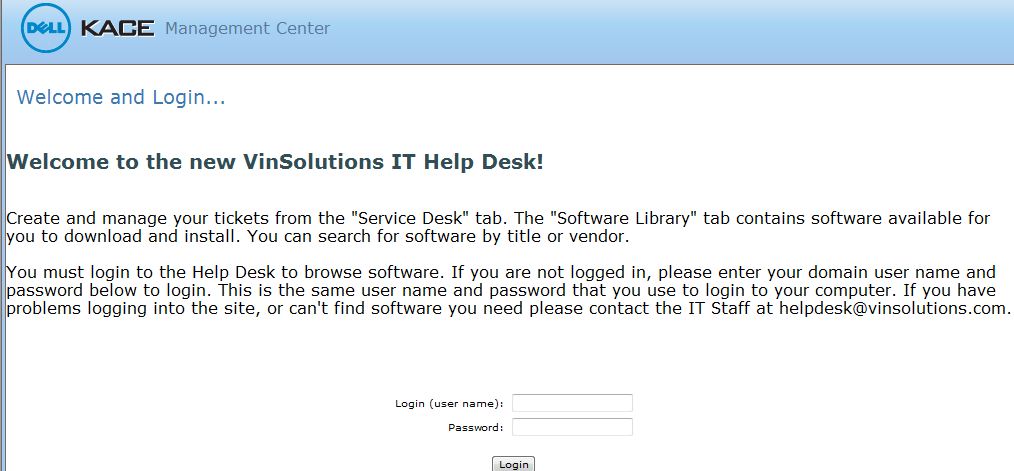 DELL KACE Management Center
Welcome and Login...
Welcome to the new VinSolutions IT Help Desk!
Create and manage your tickets from the "Service Desk" tab. The "Software Library" tab contains software available for
you to download and install. You can search for software by title or vendor.
You must login to the Help Desk to browse software. If you are not logged in, please enter your domain user name and
password below to login. This is the same user name and password that you use to login to your computer. If you have
problems logging into the site, or can't find software you need please contact the IT Staff at helpdesk@vinsolutions.com.
Login (user name):
Password:
Login